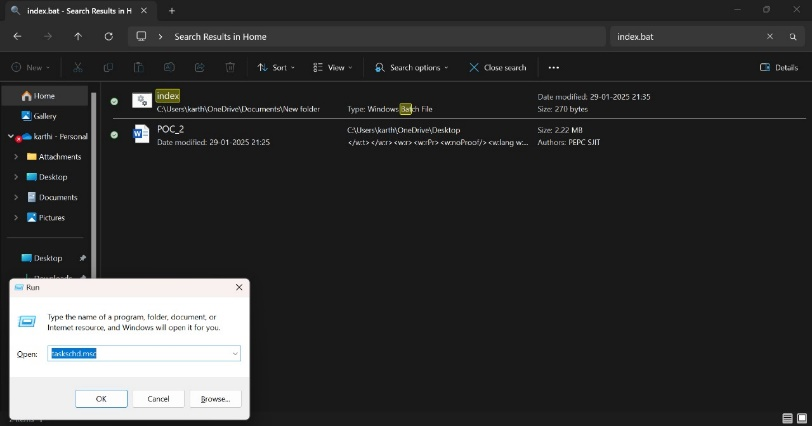 index.bat - Search Results in H
Search Results in Home
index.bat
New
Sort
View
Search options
Close search
Details
Home
Gallery
karthi - Personal
Attachments
Desktop
Documents
Pictures
Desktop
index
C:\Users\karth\OneDrive\Documents\New folder
Type: Windows Batch File
Date modified: 29-01-2025 21:35
Size: 270 bytes
POC_2
Date modified: 29-01-2025 21:25
C:\Users\karth\OneDrive\Desktop
</w:t> </w:r> <w:r> <w:rPr> <w:noProof/> <w:lang w:...
Size: 2.22 MB
Authors: PEPC SJIT
Run
Type the name of a program, folder, document, or
Internet resource, and Windows will open it for you.
Open:
taskschd.msc
OK
Cancel
Browse...